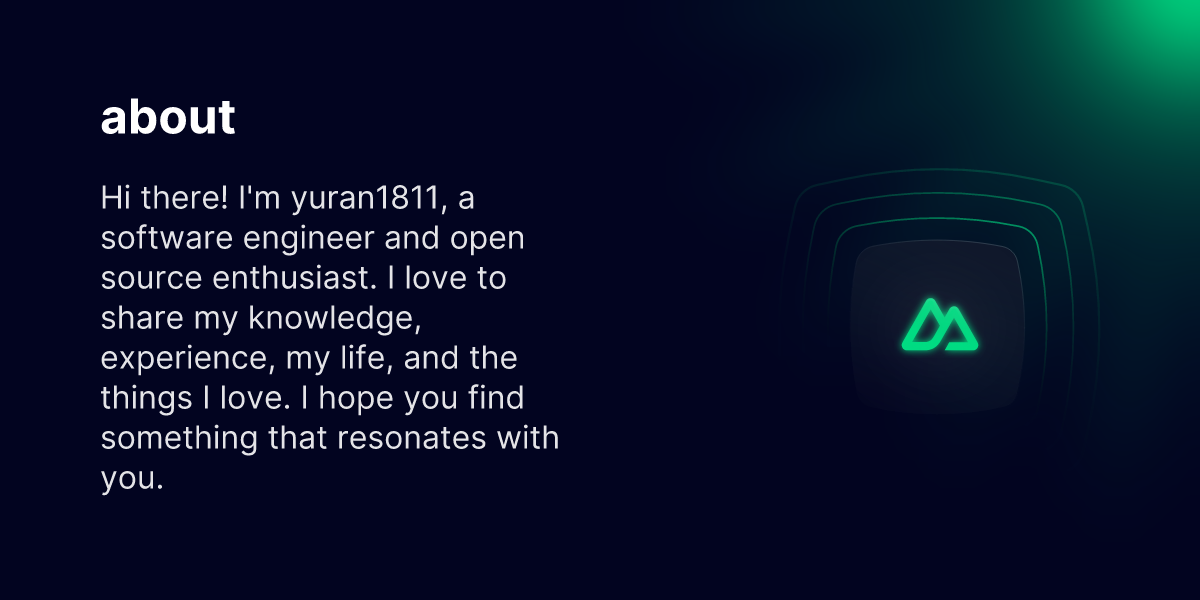 about
Hi there! I'm yuran1811, a
software engineer and open
source enthusiast. I love to
share my knowledge,
experience, my life, and the
things I love. I hope you find
something that resonates with
you.